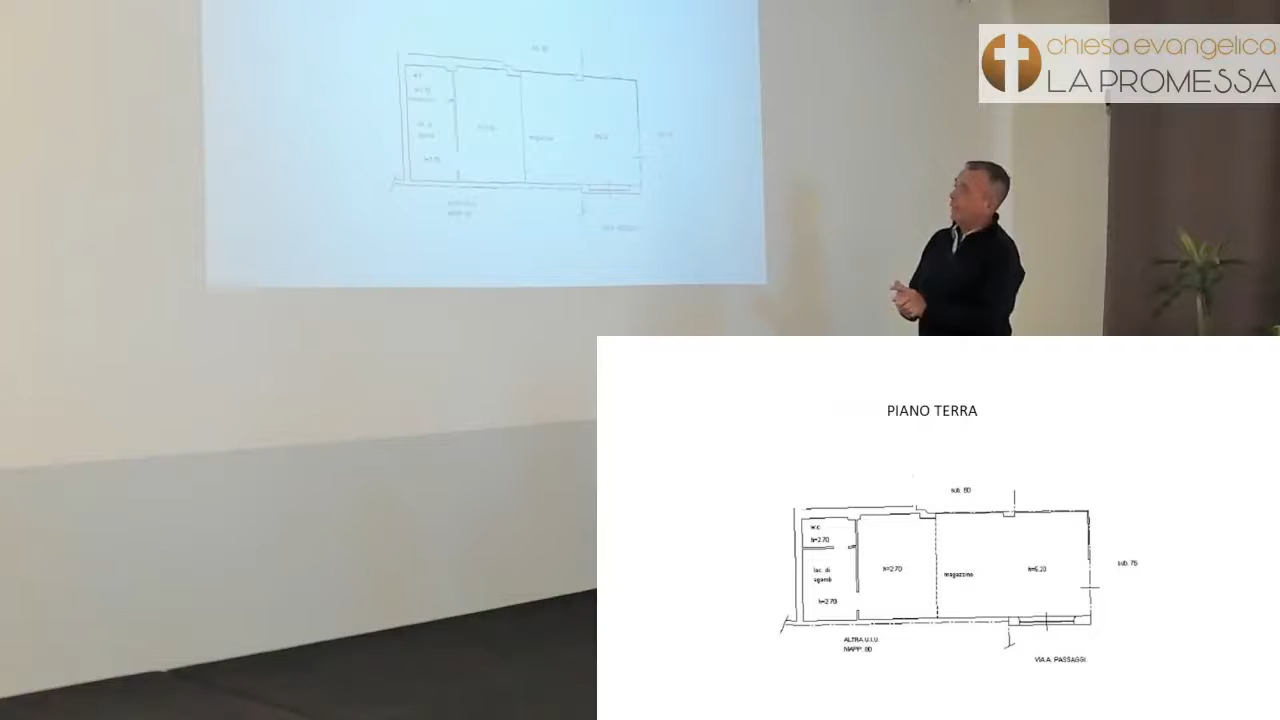 chiesa evangelica
LA PROMESSA
PIANO TERRA
sub. 80
w.c
h=2.70
loc. di
sgomb
h=2.70
h=2.70
magazzino
h=5.20
sub. 75
ALTRA U.I.U.
MAPP. 80
VIA A. PASSAGGI